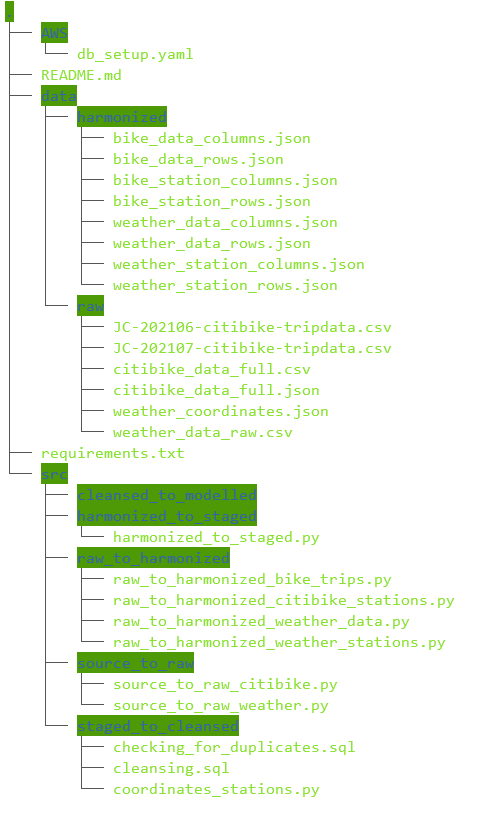 .
AWS
db_setup.yaml
README.md
data
harmonized
bike_data_columns.json
bike_data_rows.json
bike_station_columns.json
bike_station_rows.json
weather_data_columns.json
weather_data_rows.json
weather_station_columns.json
weather_station_rows.json
raw
JC-202106-citibike-tripdata.csv
JC-202107-citibike-tripdata.csv
citibike_data_full.csv
citibike_data_full.json
weather_coordinates.json
weather_data_raw.csv
requirements.txt
src
cleansed_to_modelled
harmonized_to_staged
harmonized_to_staged.py
raw_to_harmonized
raw_to_harmonized_bike_trips.py
raw_to_harmonized_citibike_stations.py
raw_to_harmonized_weather_data.py
raw_to_harmonized_weather_stations.py
source_to_raw
source_to_raw_citibike.py
source_to_raw_weather.py
staged_to_cleansed
checking_for_duplicates.sql
cleansing.sql
coordinates_stations.py